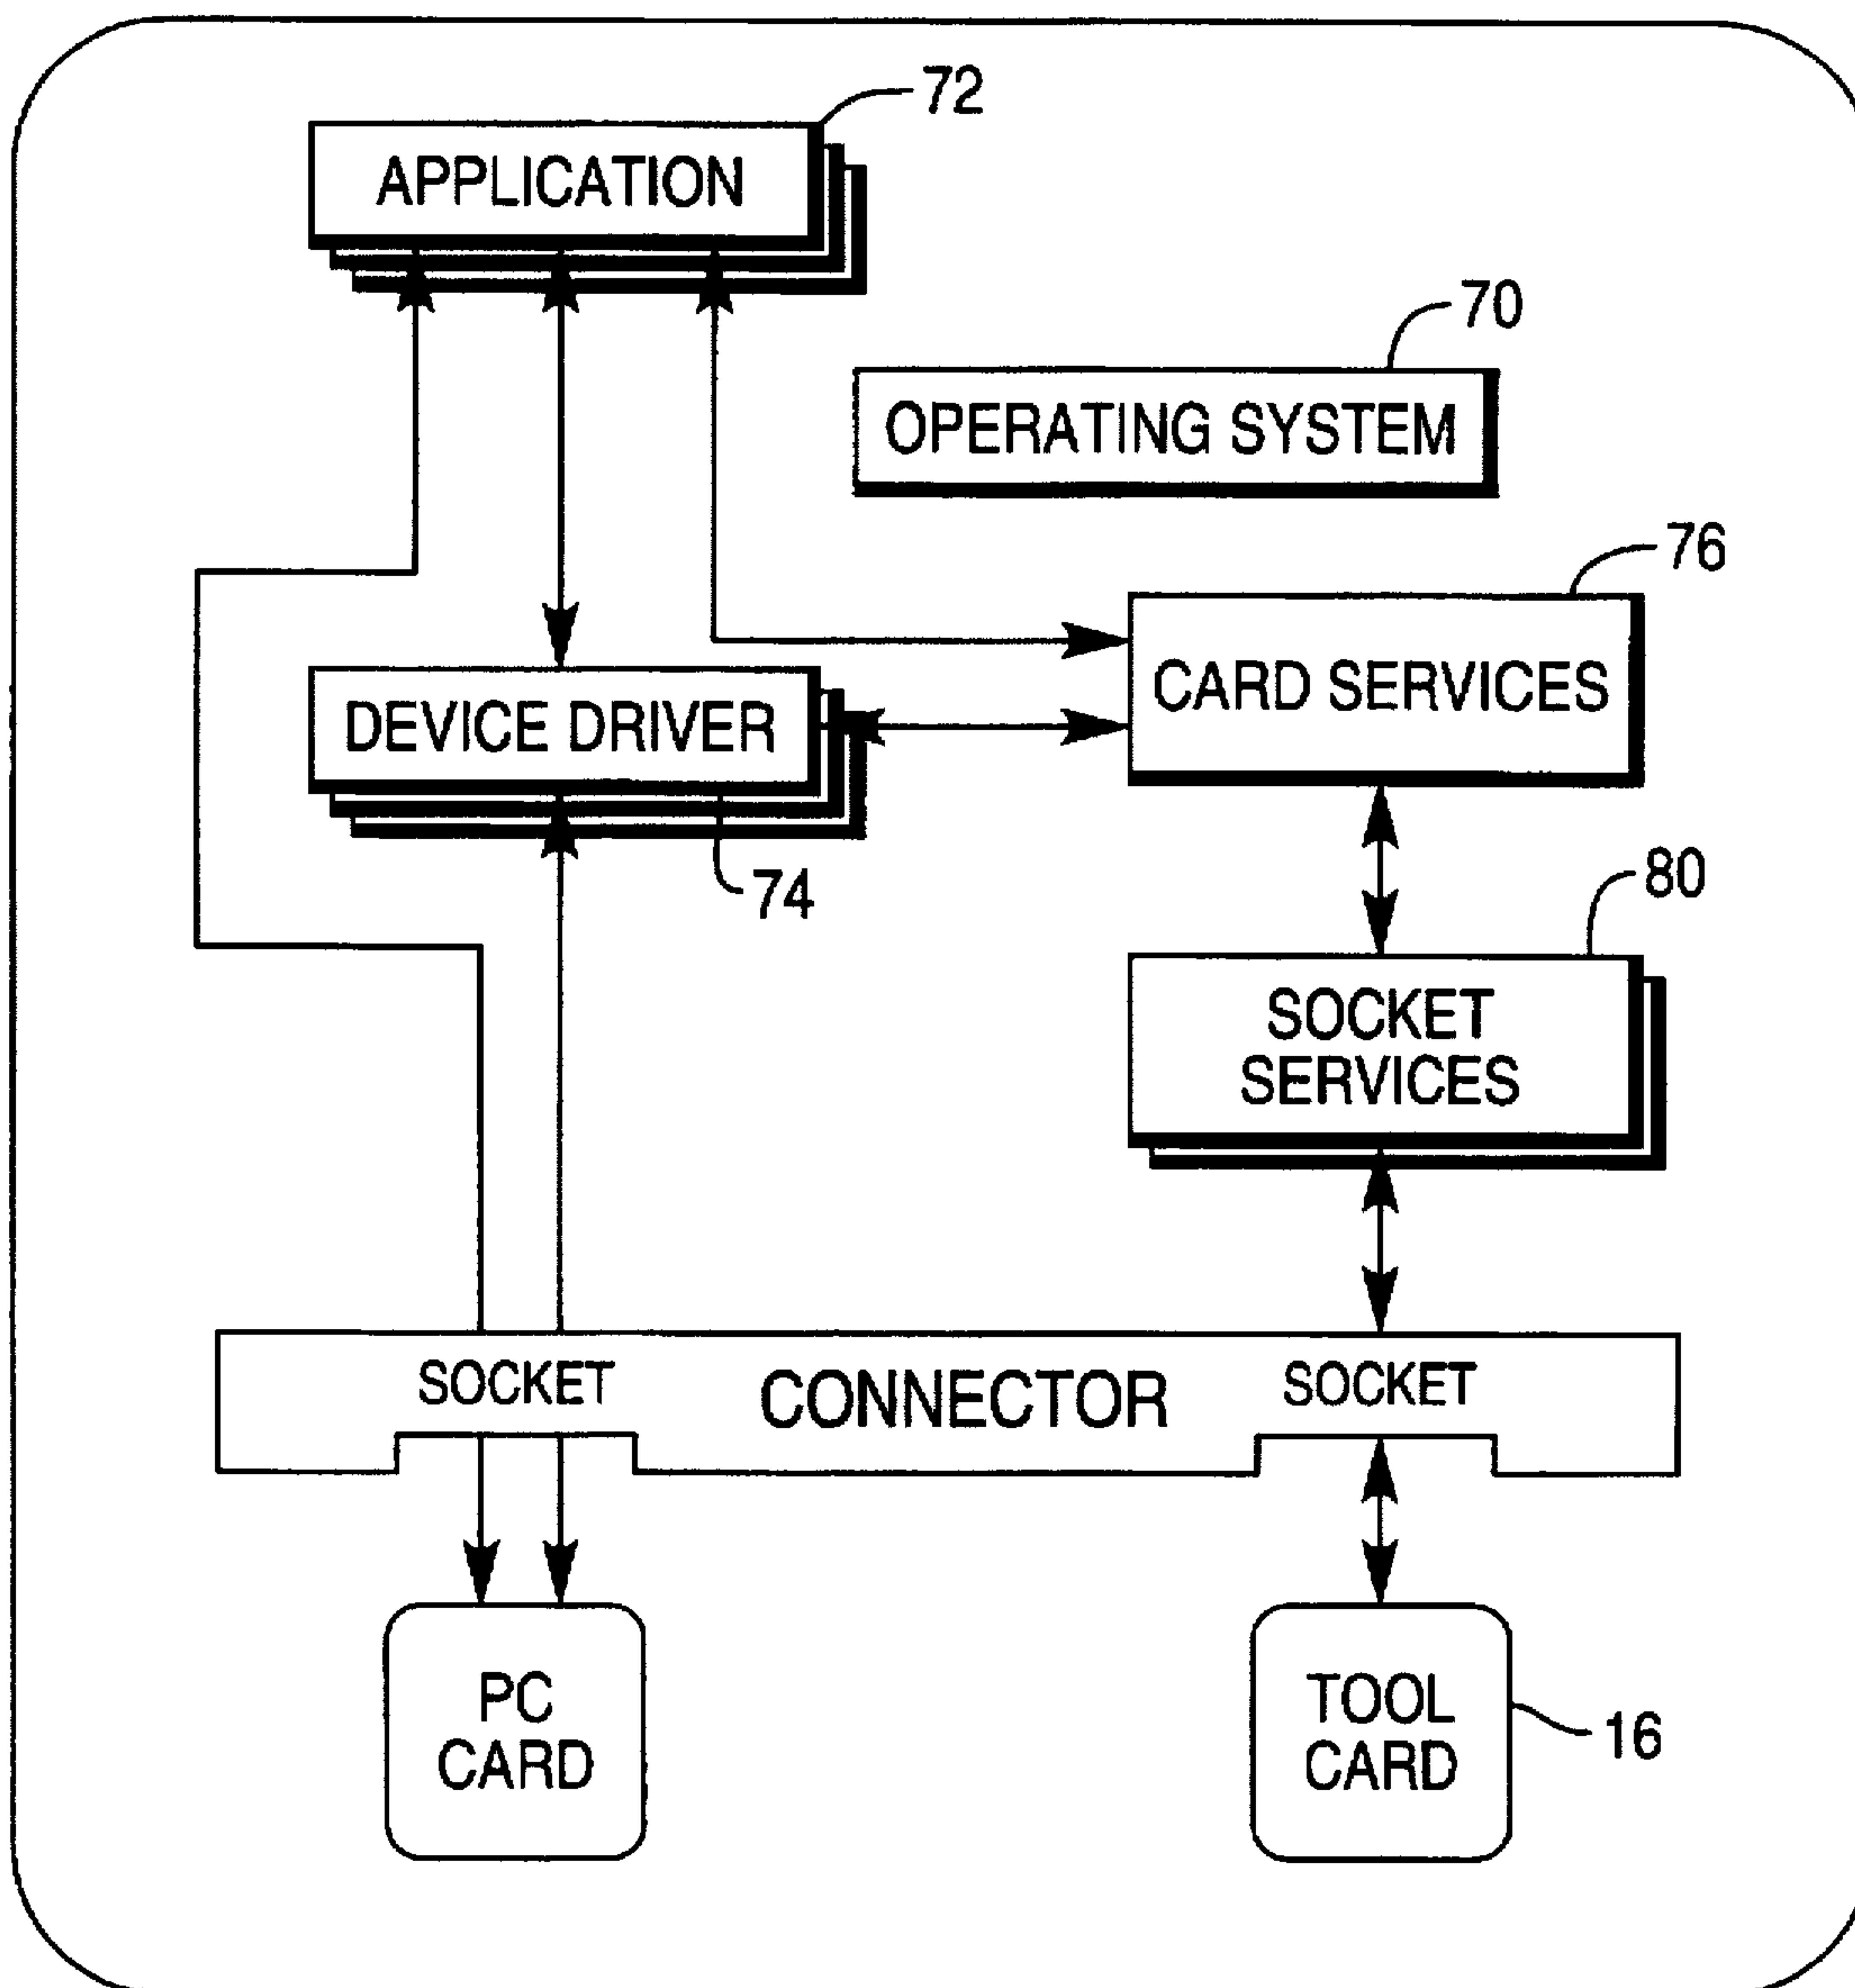 72
APPLICATION
70
OPERATING SYSTEM
76
CARD SERVICES
DEVICE DRIVER
74
80
SOCKET
SERVICES
SOCKET
CONNECTOR
SOCKET
PC
CARD
TOOL
CARD
16